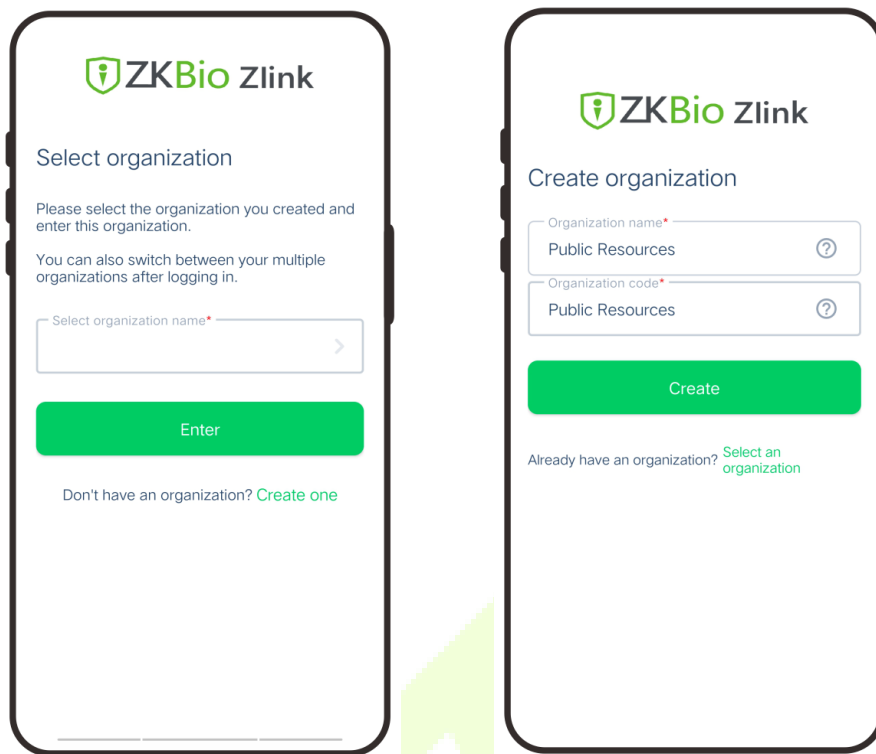 ZKBio Zlink
Select organization
Please select the organization you created and
enter this organization.
You can also switch between your multiple
organizations after logging in.
Select organization name*
Enter
Don't have an organization? Create one
ZKBio Zlink
Create organization
Organization name*
Public Resources
?
Organization code*
Public Resources
?
Create
Already have an organization? Select an
organization